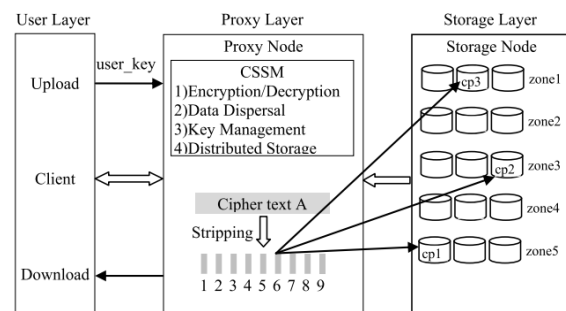 User Layer
Proxy Layer
Storage Layer
Upload
user_key
Client
Download
Proxy Node
CSSM
1)Encryption/Decryption
2)Data Dispersal
3)Key Management
4)Distributed Storage
Cipher text A
Stripping
1 2 3 4 5 6 7 8 9
Storage Node
cp3
zone1
zone2
cp2
zone3
zone4
cp1
zone5